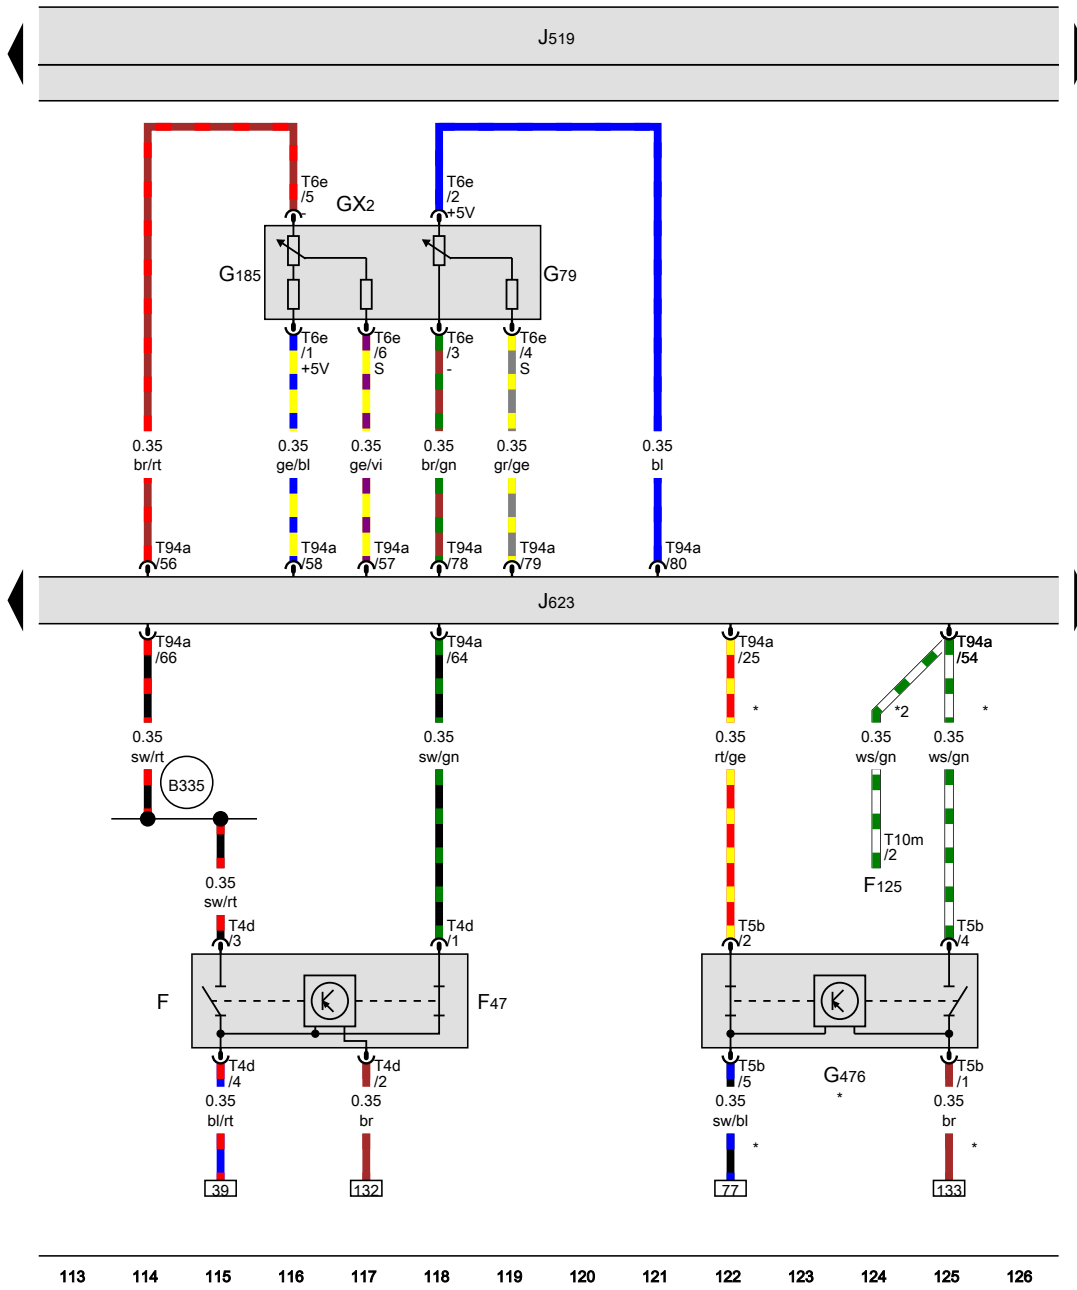 J519
T6e
/5
-
GX2
T6e
/2
+5V
G185
G79
T6e
/1
+5V
T6e
/6
S
T6e
/3
-
T6e
/4
S
0.35
br/rt
0.35
ge/bl
0.35
ge/vi
0.35
br/gn
0.35
gr/ge
0.35
bl
T94a
/56
T94a
/58
T94a
/57
T94a
/78
T94a
/79
T94a
/80
J623
T94a
/66
T94a
/64
T94a
/25
T94a
/54
*
*2
*
0.35
sw/rt
0.35
sw/gn
0.35
rt/ge
0.35
ws/gn
0.35
ws/gn
B335
T10m
/2
F125
0.35
sw/rt
T4d
/3
T4d
/1
T5b
/2
T5b
/4
F
F47
T4d
/4
T4d
/2
T5b
/5
G476
*
T5b
/1
0.35
bl/rt
0.35
br
0.35
sw/bl
0.35
br
*
*
39
132
77
133
113 114 115 116 117 118 119 120 121 122 123 124 125 126